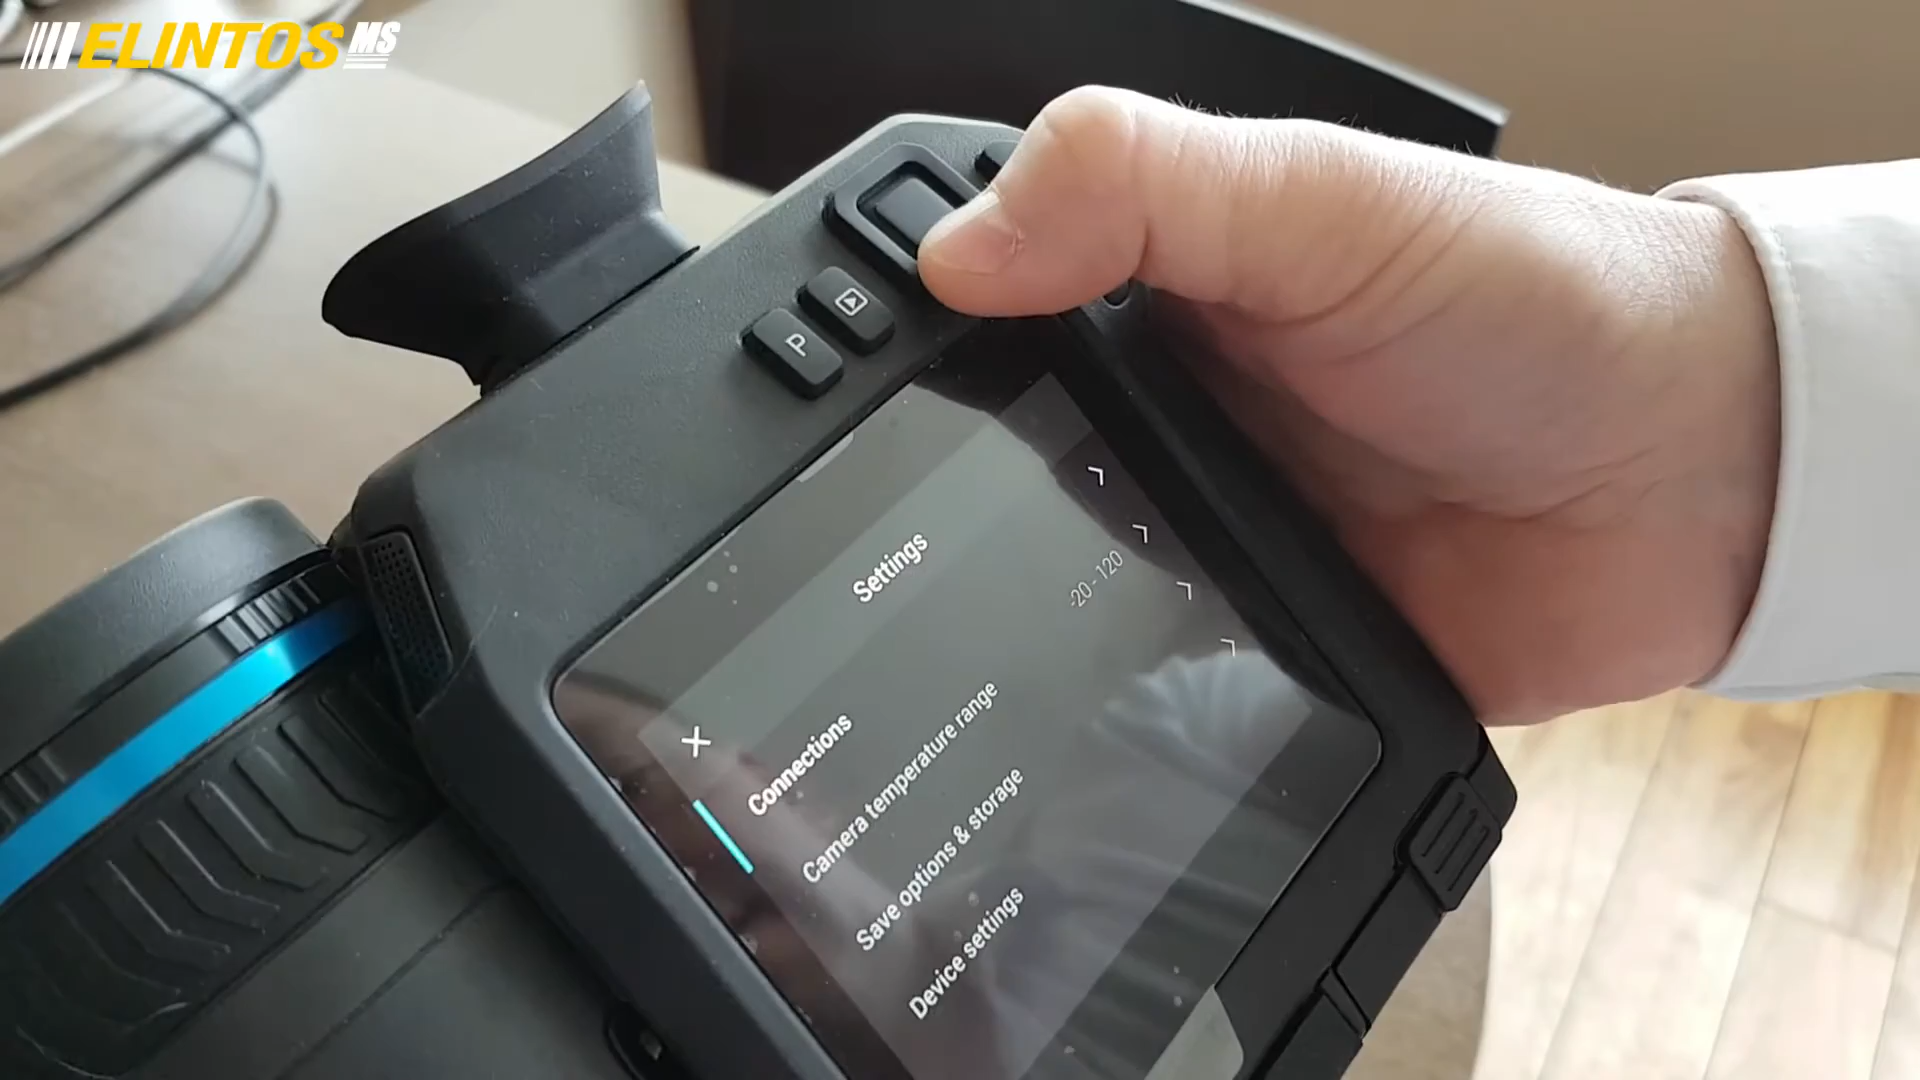 ELINTOS MS
P
Settings
Connections
Camera temperature range
-20 - 120
Save options & storage
Device settings